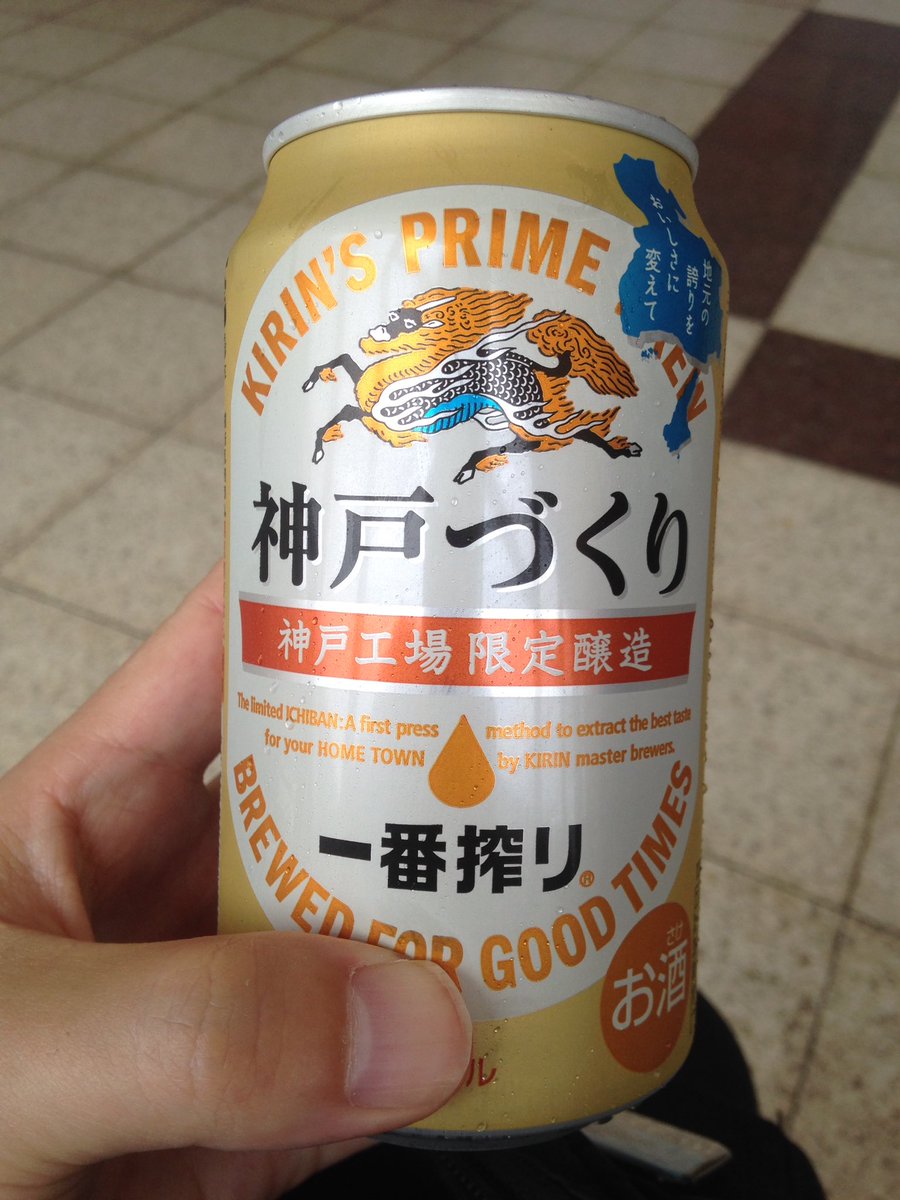 KIRIN'S PRIME
地元の
誇りを
おいしさに
変えて
神戸づくり
神戸工場 限定醸造
The limited ICHIBAN: A first press
for your HOME TOWN
method to extract the best taste
by KIRIN master brewers.
一番搾り®
BREWED FOR GOOD TIMES
さけ
お酒
ル